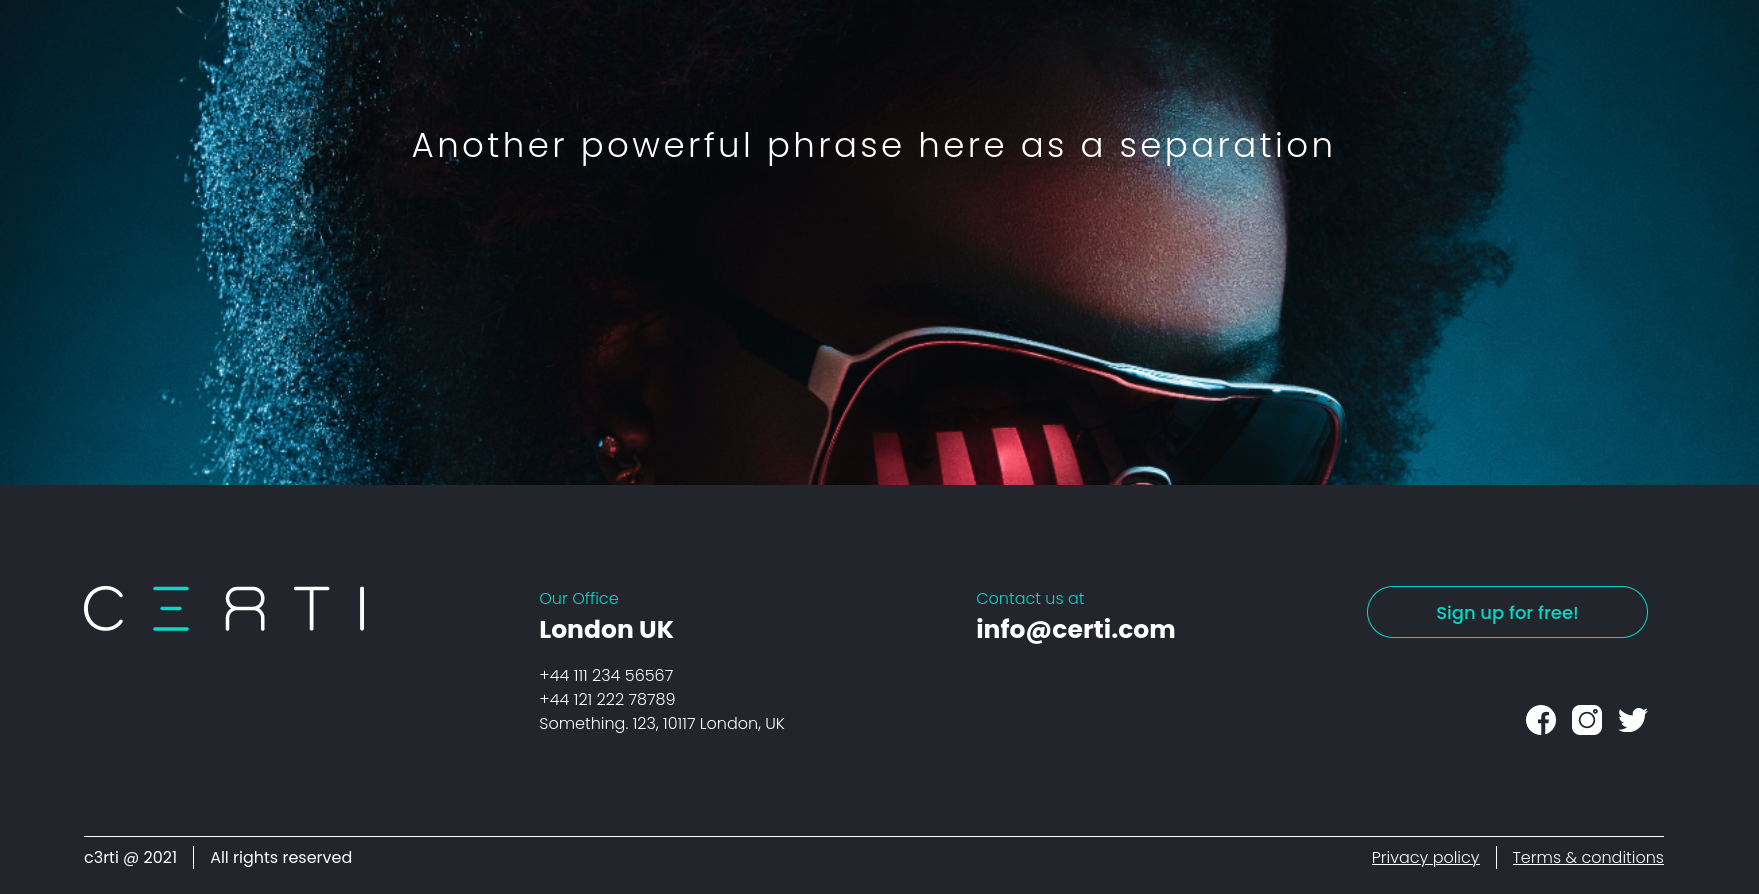 Another powerful phrase here as a separation
CERTI
Our Office
London UK
+44 111 234 56567
+44 121 222 78789
Something. 123, 10117 London, UK
Contact us at
info@certi.com
Sign up for free!
c3rti @ 2021 | All rights reserved
Privacy policy | Terms & conditions